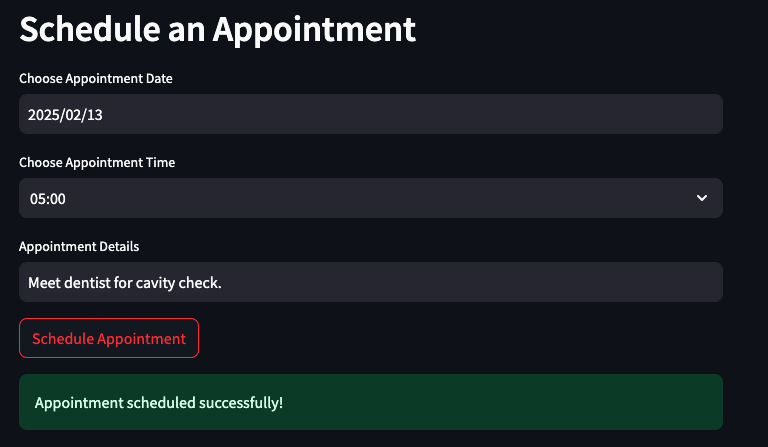 Schedule an Appointment
Choose Appointment Date
2025/02/13
Choose Appointment Time
05:00
Appointment Details
Meet dentist for cavity check.
Schedule Appointment
Appointment scheduled successfully!